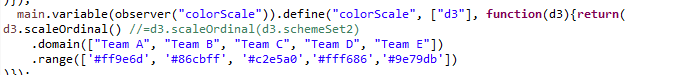 )});
main.variable(observer("colorScale")).define("colorScale", ["d3"], function(d3){return(
d3.scaleOrdinal() //=d3.scaleOrdinal(d3.schemeSet2)
.domain(["Team A", "Team B", "Team C", "Team D", "Team E"])
.range(['#ff9e6d', '#86cbff', '#c2e5a0','#fff686','#9e79db'])
)});